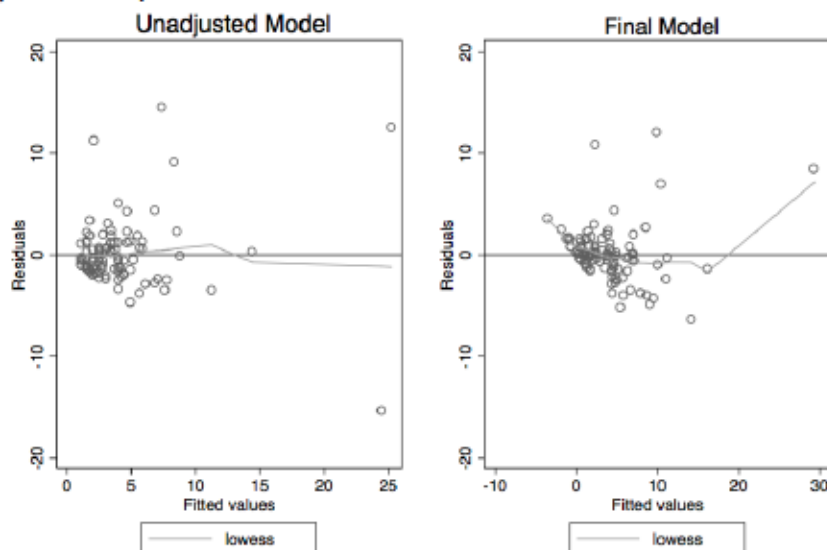 Unadjusted Model
20
10
0
-10
-20
Residuals
0 5 10 15 20 25
Fitted values
lowess
Final Model
20
10
0
-10
-20
Residuals
-10 0 10 20 30
Fitted values
lowess